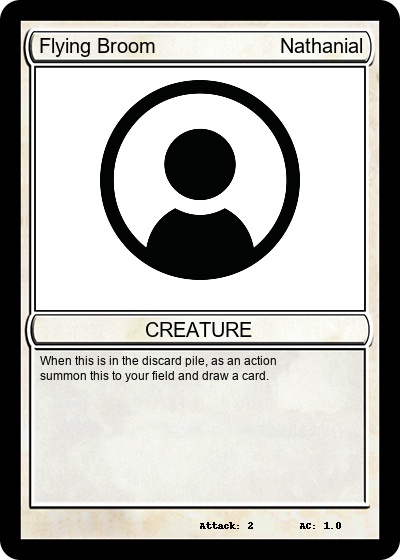 Flying Broom Nathanial
CREATURE
When this is in the discard pile, as an action
summon this to your field and draw a card.
Attack: 2 AC: 1.0